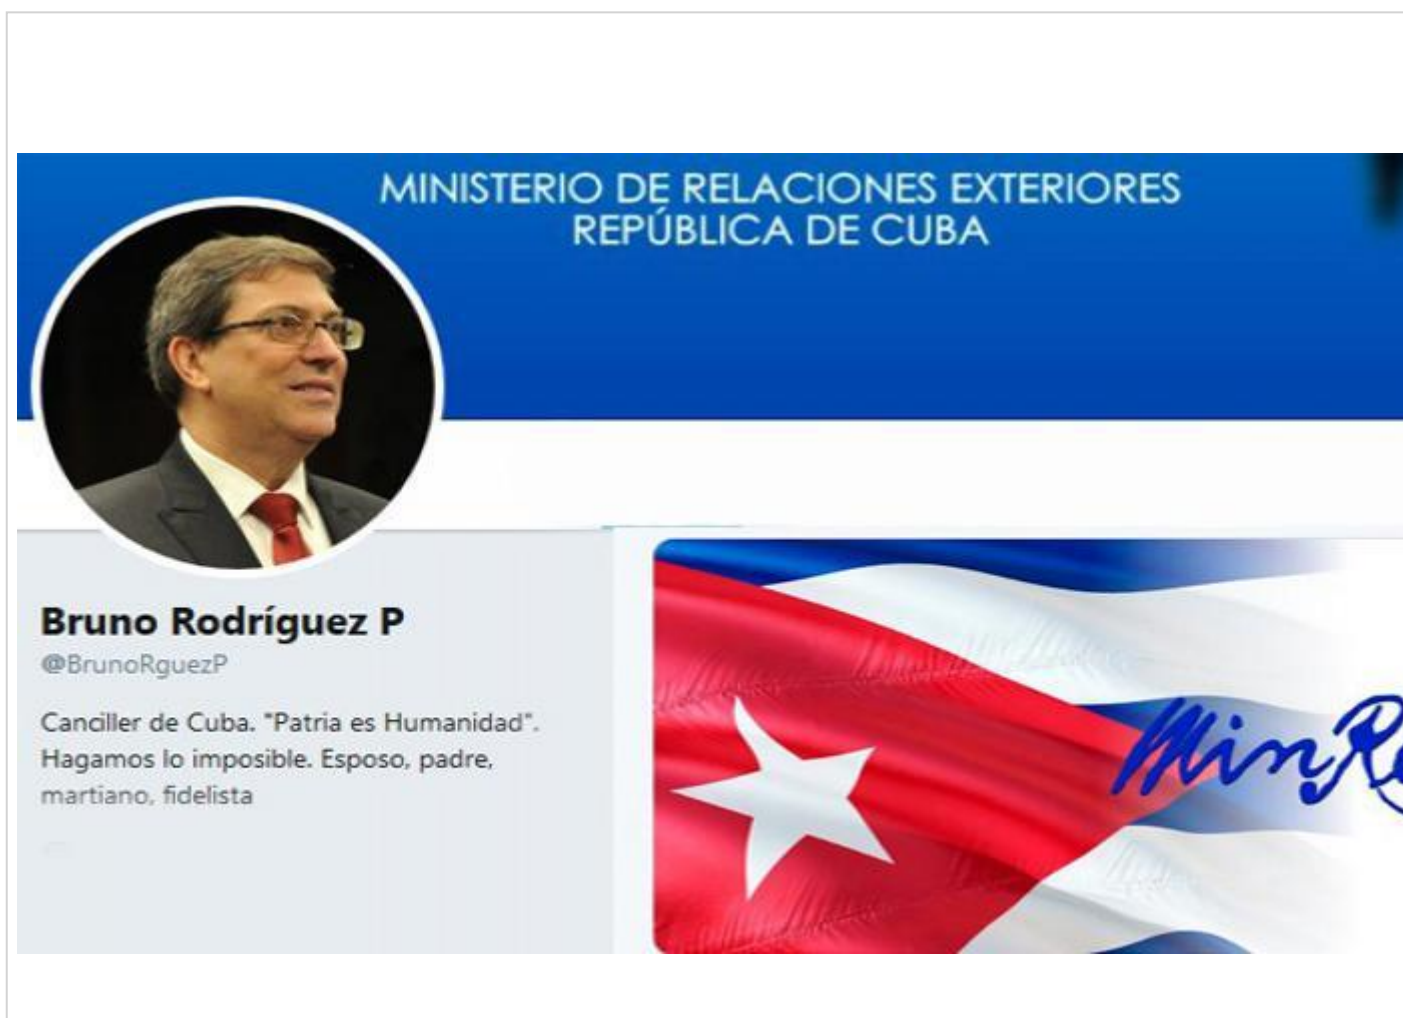 MINISTERIO DE RELACIONES EXTERIORES
REPÚBLICA DE CUBA
Bruno Rodríguez P
@BrunoRguezP
Canciller de Cuba. "Patria es Humanidad".
Hagamos lo imposible. Esposo, padre,
martiano, fidelista
MinRe